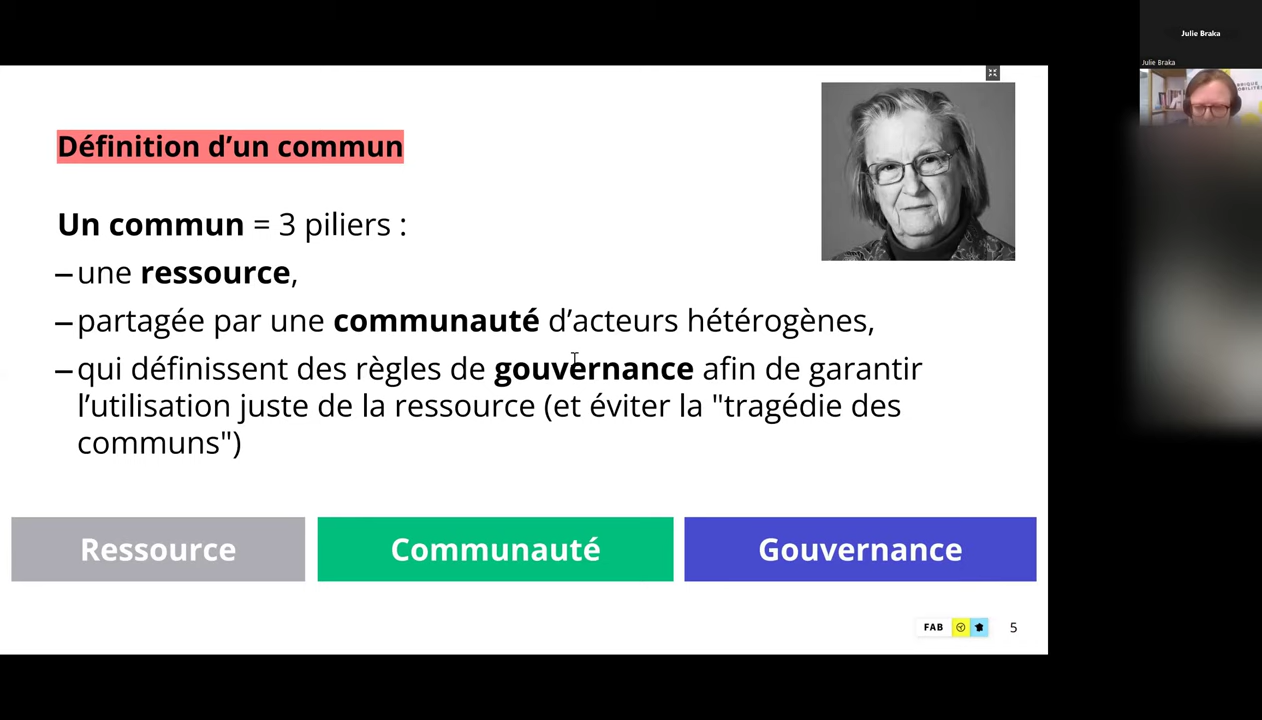 Julie Braka
Julie Braka
Définition d’un commun
Un commun = 3 piliers :
– une ressource,
– partagée par une communauté d’acteurs hétérogènes,
– qui définissent des règles de gouvernance afin de garantir
l’utilisation juste de la ressource (et éviter la "tragédie des
communs")
Ressource
Communauté
Gouvernance
FAB
5